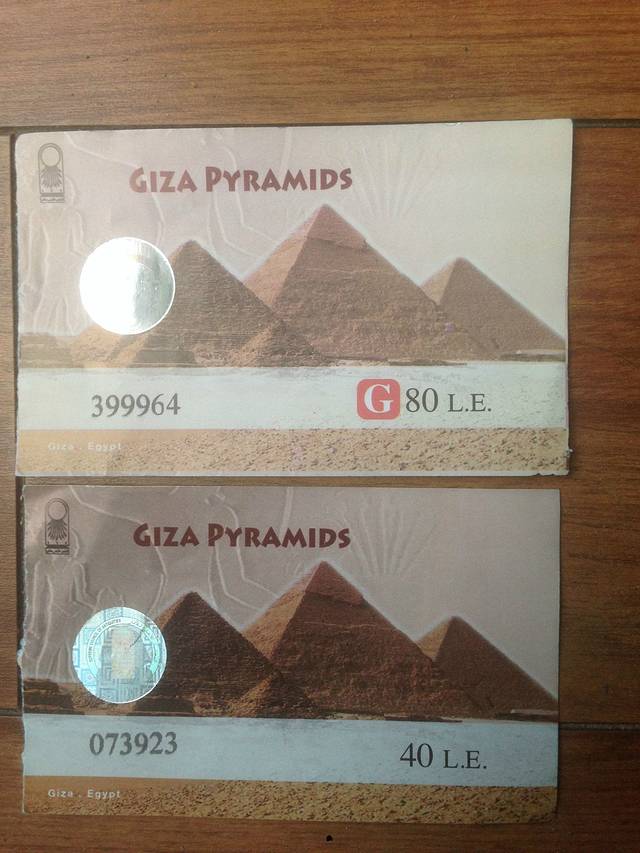 GIZA PYRAMIDS
399964
G 80 L.E.
Giza . Egypt
GIZA PYRAMIDS
073923
40 L.E.
Giza . Egypt